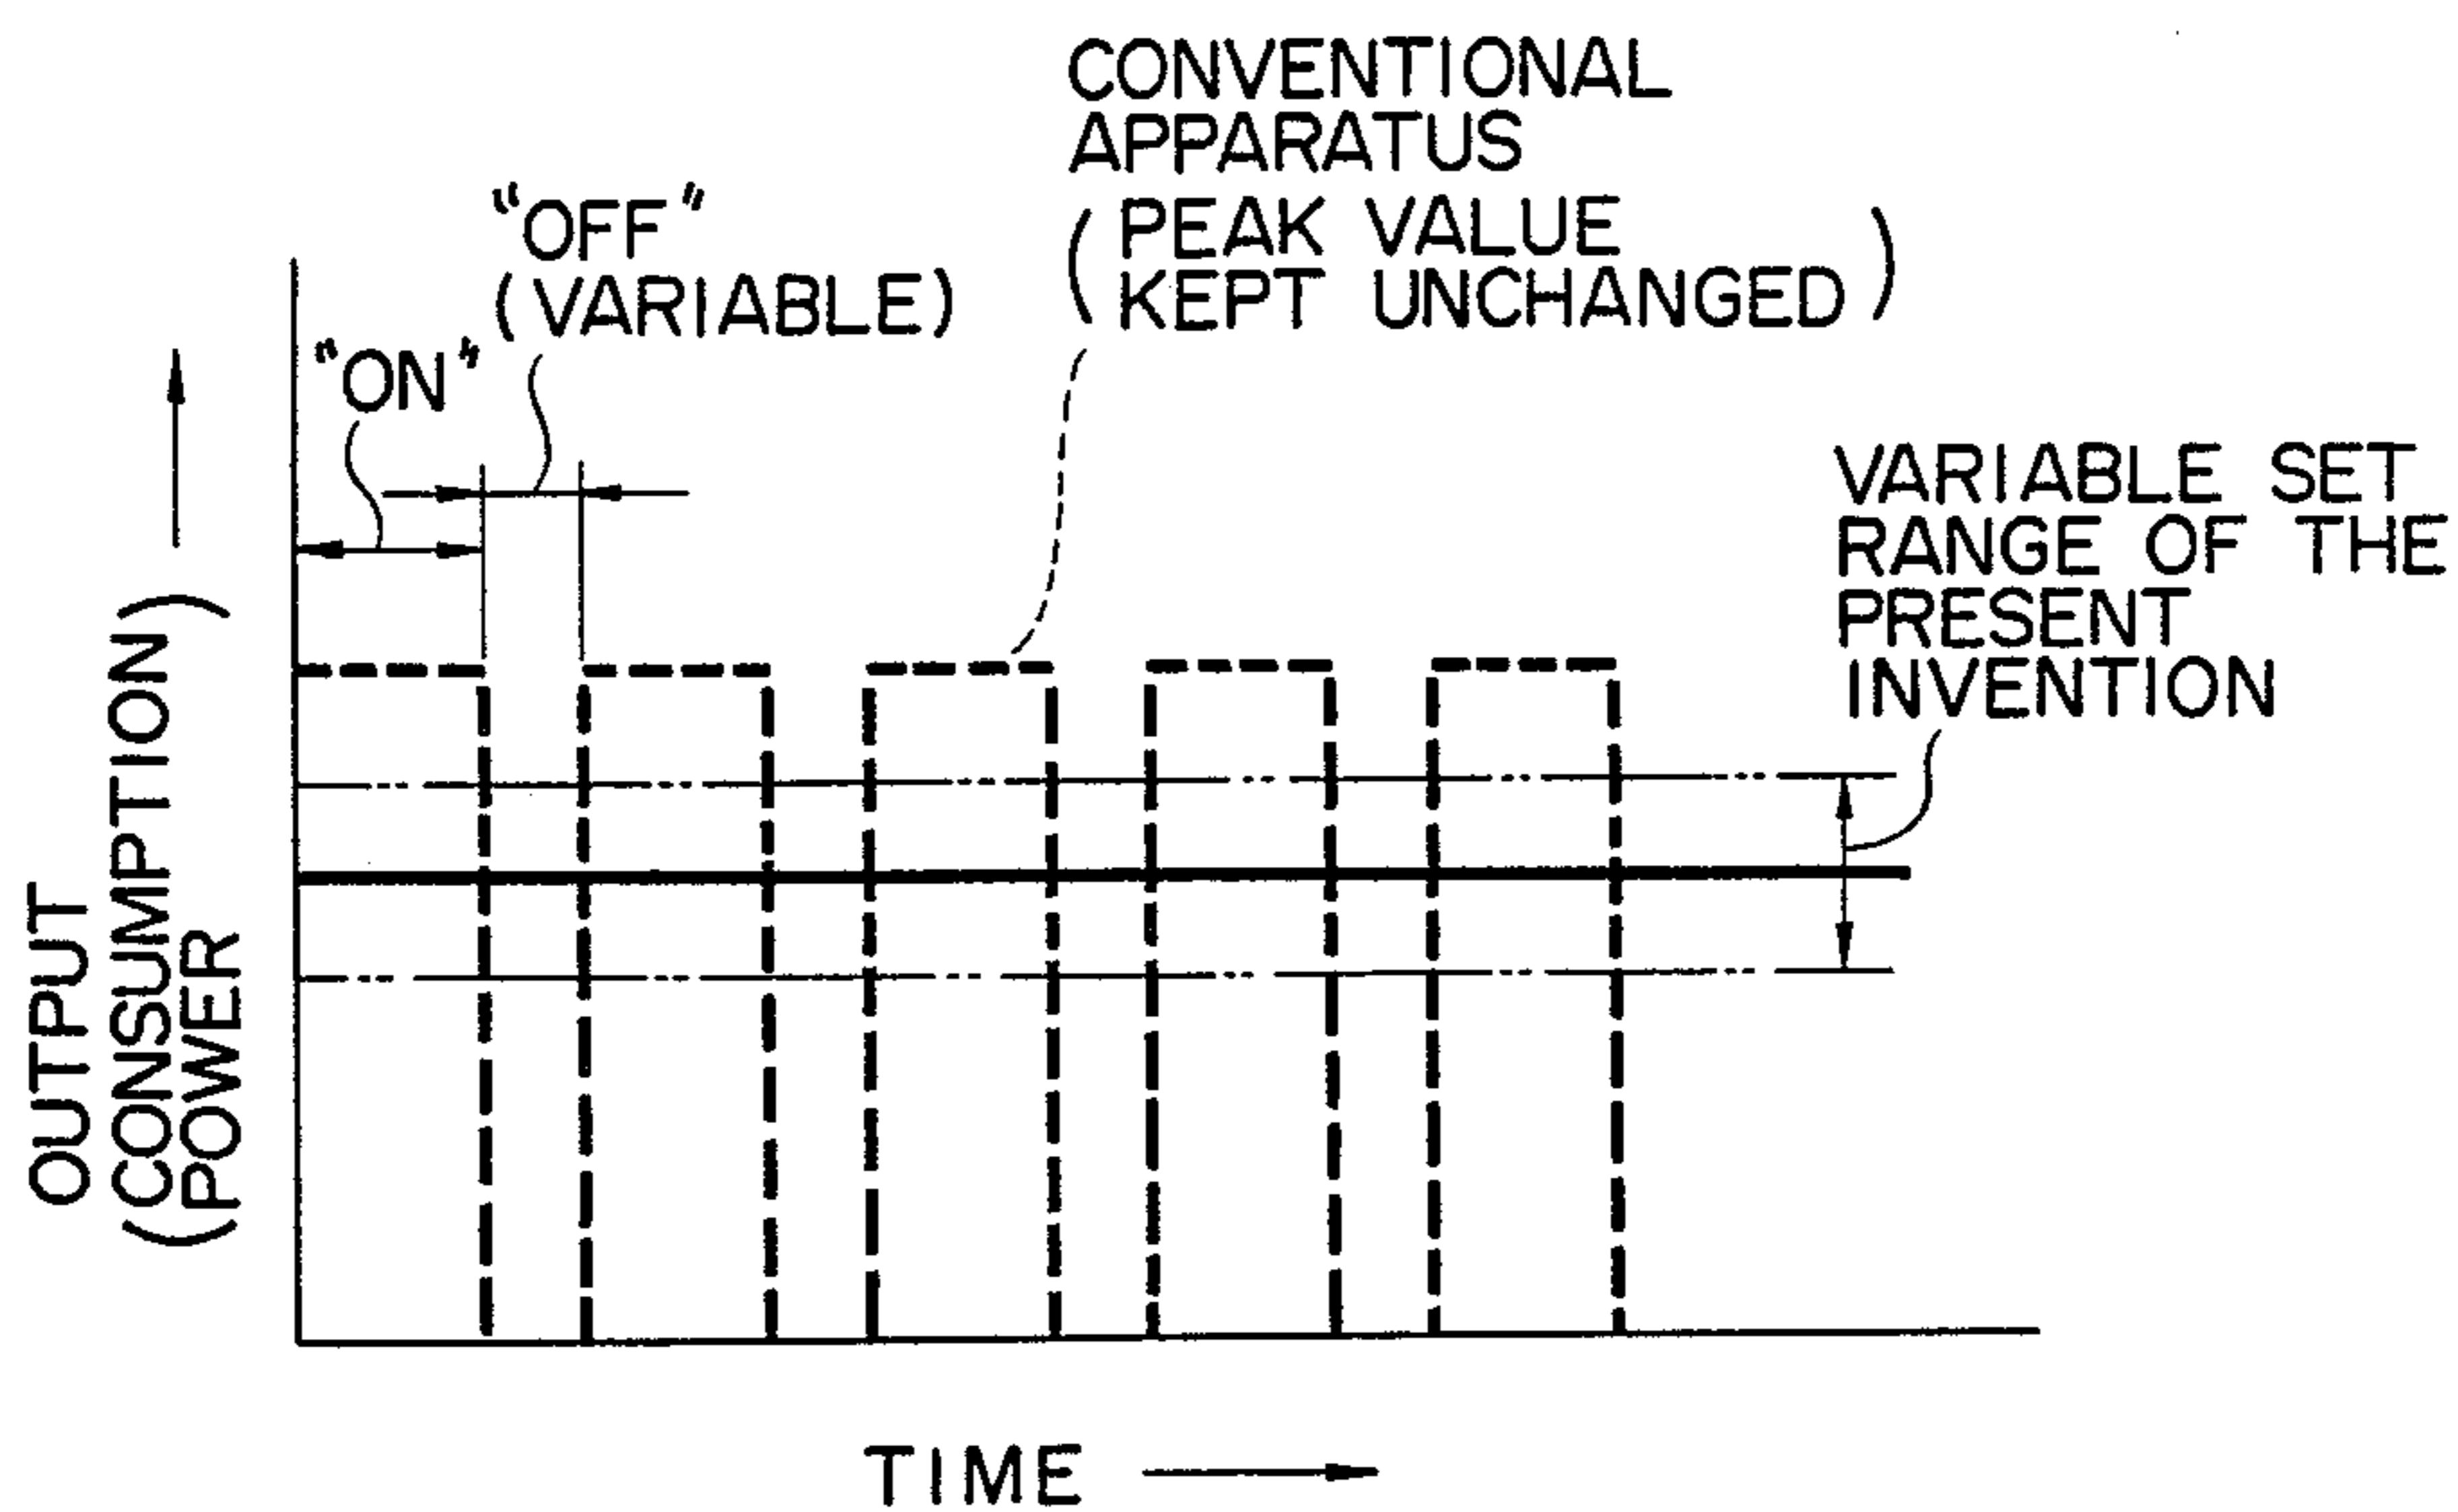 CONVENTIONAL
APPARATUS
( PEAK VALUE
KEPT UNCHANGED )
"OFF"
(VARIABLE)
"ON"
VARIABLE SET
RANGE OF THE
PRESENT
INVENTION
OUTPUT
(CONSUMPTION)
(POWER
TIME